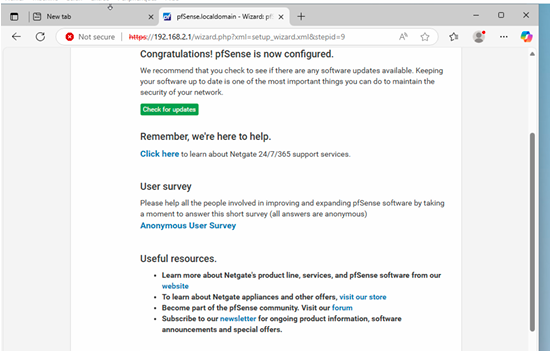 New tab
pfSense.localdomain - Wizard: pf
Not secure
https://192.168.2.1/wizard.php?xml=setup_wizard.xml&stepid=9
Congratulations! pfSense is now configured.
We recommend that you check to see if there are any software updates available. Keeping
your software up to date is one of the most important things you can do to maintain the
security of your network.
Check for updates
Remember, we're here to help.
Click here to learn about Netgate 24/7/365 support services.
User survey
Please help all the people involved in improving and expanding pfSense software by taking
a moment to answer this short survey (all answers are anonymous)
Anonymous User Survey
Useful resources.
• Learn more about Netgate's product line, services, and pfSense software from our
website
• To learn about Netgate appliances and other offers, visit our store
• Become part of the pfSense community. Visit our forum
• Subscribe to our newsletter for ongoing product information, software
announcements and special offers.